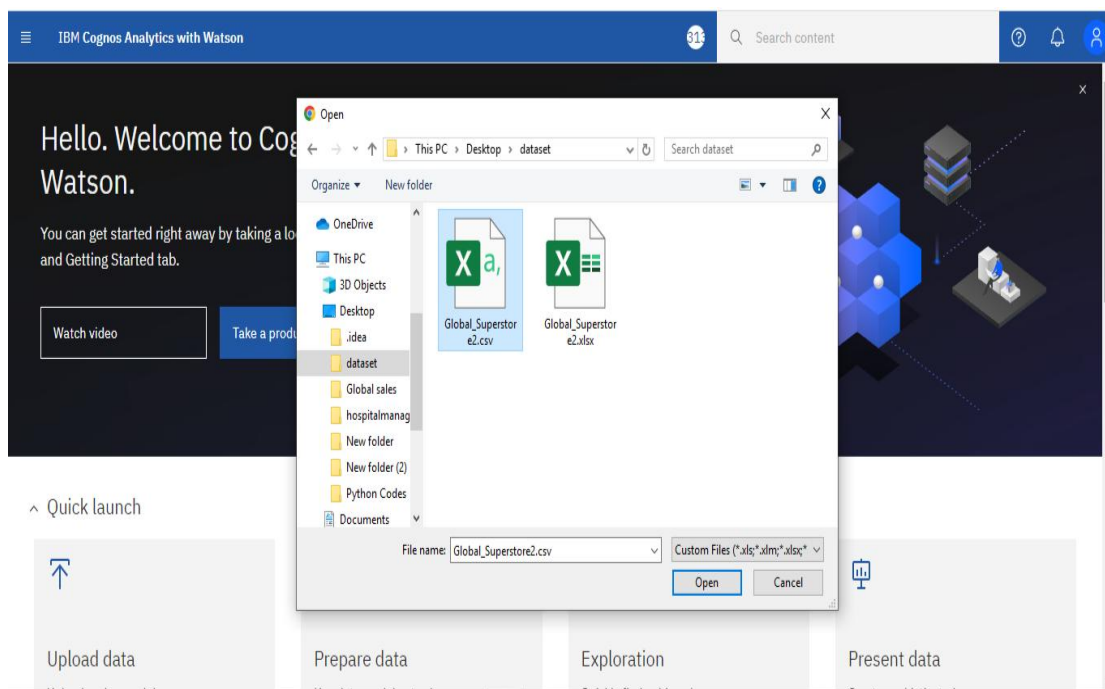 IBM Cognos Analytics with Watson
Search content
Hello. Welcome to Cog
Watson.
You can get started right away by taking a lo
and Getting Started tab.
Watch video
Take a produ
x
Open
X
This PC > Desktop > dataset
Search dataset
Organize
New folder
OneDrive
This PC
3D Objects
Desktop
.idea
dataset
Global sales
hospitalmanag
New folder
New folder (2)
Python Codes
Documents
X a,
X
Global_Superstor
e2.csv
Global_Superstor
e2.xlsx
File name: Global_Superstore2.csv
Custom Files (*.xls;*.xlm;*.xlsx;*
Open
Cancel
Quick launch
Upload data
Prepare data
Exploration
Present data